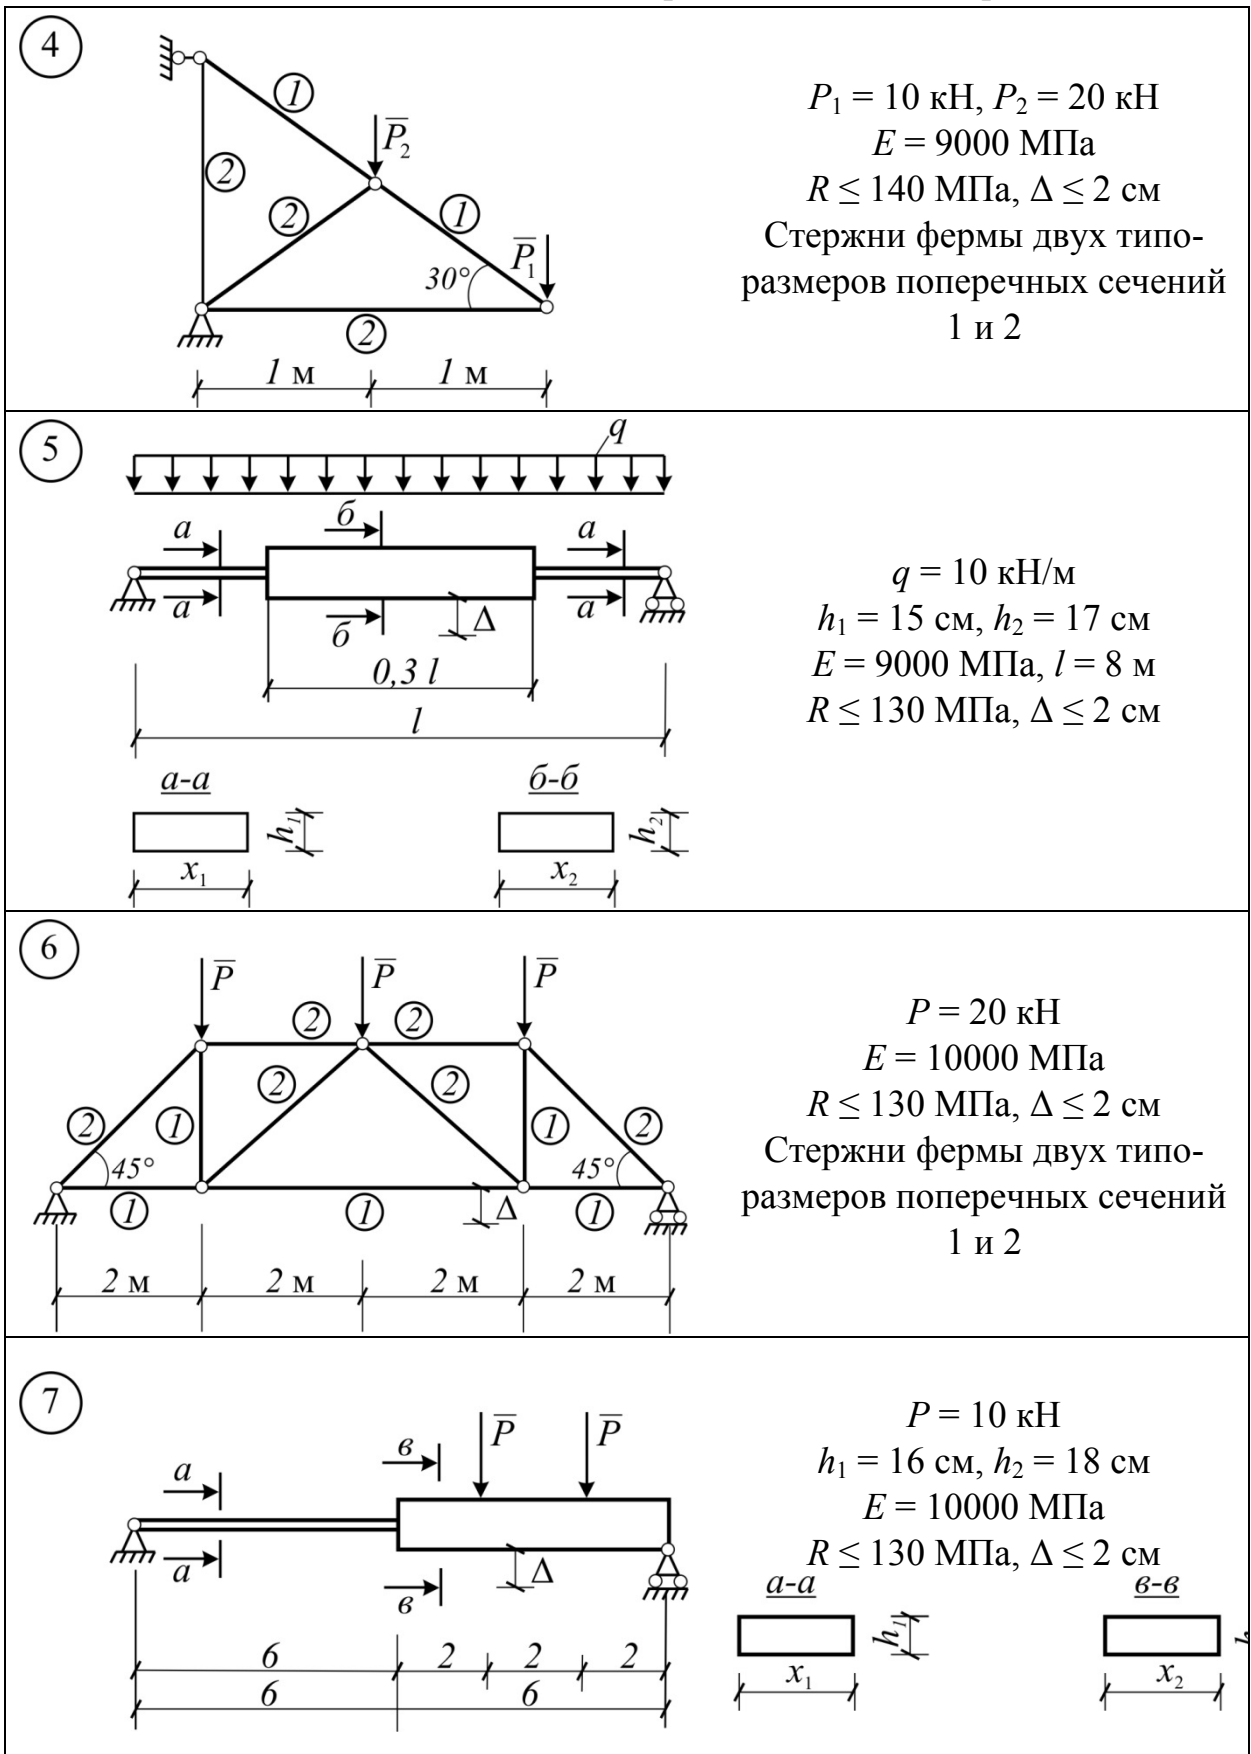 4
1
P̅₂
2
2
1
P̅₁
30°
2
1 м
1 м
P₁ = 10 кН, P₂ = 20 кН
E = 9000 МПа
R ≤ 140 МПа, Δ ≤ 2 см
Стержни фермы двух типо-
размеров поперечных сечений
1 и 2
5
q
б
а
а
а
а
б
Δ
0,3 l
l
а-а
б-б
h₁
h₂
x₁
x₂
q = 10 кН/м
h₁ = 15 см, h₂ = 17 см
E = 9000 МПа, l = 8 м
R ≤ 130 МПа, Δ ≤ 2 см
6
P̅
P̅
P̅
2
2
2
2
2
1
1
2
45°
45°
1
1
Δ
1
2 м
2 м
2 м
2 м
P = 20 кН
E = 10000 МПа
R ≤ 130 МПа, Δ ≤ 2 см
Стержни фермы двух типо-
размеров поперечных сечений
1 и 2
7
P̅
P̅
в
а
а
Δ
в
6
2
2
2
6
6
P = 10 кН
h₁ = 16 см, h₂ = 18 см
E = 10000 МПа
R ≤ 130 МПа, Δ ≤ 2 см
а-а
в-в
h₁
x₁
x₂